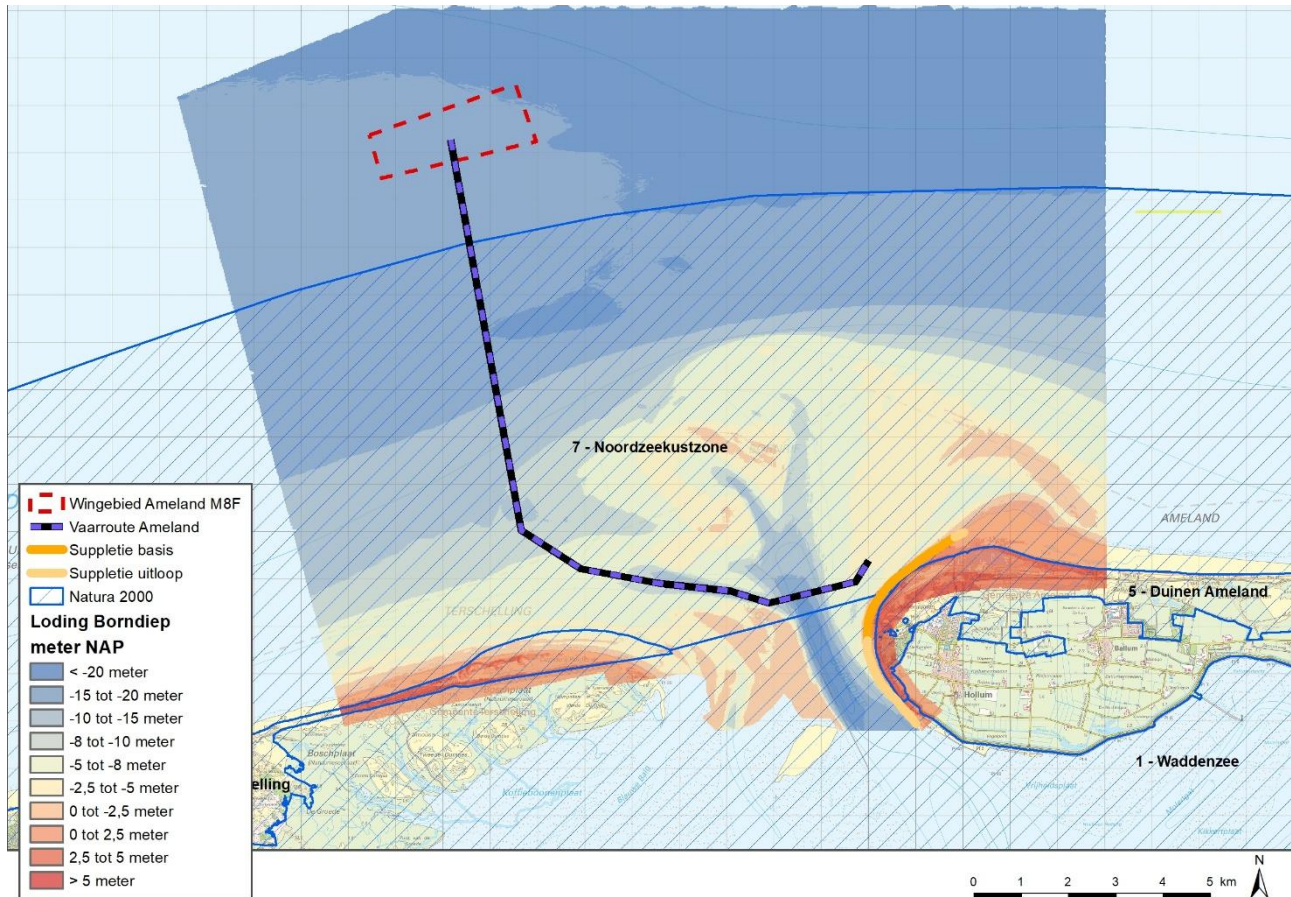 7 - Noordzeekustzone
AMELAND
5 - Duinen Ameland
TERSCHELLING
Hollum
Ballum
1 - Waddenzee
Boschplaat
elling
Wingebied Ameland M8F
Vaarroute Ameland
Suppletie basis
Suppletie uitloop
Natura 2000
Loding Borndiep
meter NAP
< -20 meter
-15 tot -20 meter
-10 tot -15 meter
-8 tot -10 meter
-5 tot -8 meter
-2,5 tot -5 meter
0 tot -2,5 meter
0 tot 2,5 meter
2,5 tot 5 meter
> 5 meter
N
0 1 2 3 4 5 km